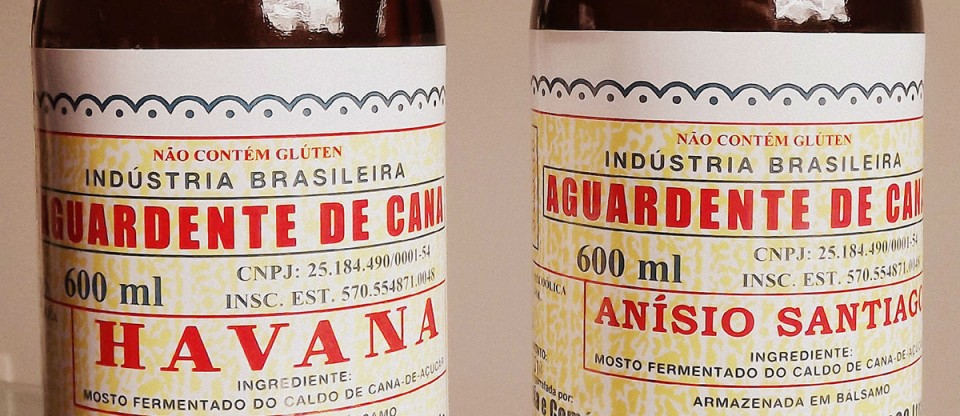 NÃO CONTÉM GLÚTEN
INDÚSTRIA BRASILEIRA
AGUARDENTE DE CANA
600 ml
CNPJ: 25.184.490/0001-54
INSC. EST. 570.554871.0048
HAVANA
INGREDIENTE:
MOSTO FERMENTADO DO CALDO DE CANA-DE-AÇÚCAR
NÃO CONTÉM GLÚTEN
INDÚSTRIA BRASILEIRA
AGUARDENTE DE CANA
600 ml
CNPJ: 25.184.490/0001-54
INSC. EST. 570.554871.0048
ANÍSIO SANTIAGO
INGREDIENTE:
MOSTO FERMENTADO DO CALDO DE CANA-DE-AÇÚCAR
ARMAZENADA EM BÁLSAMO